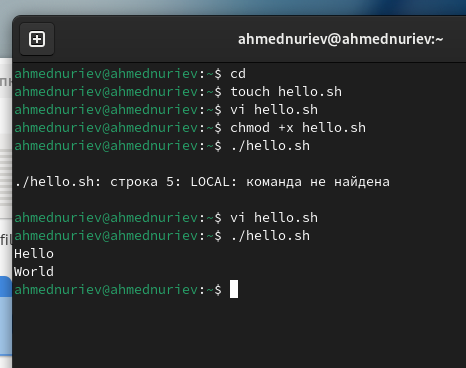 ahmednuriev@ahmednuriev:~
ahmednuriev@ahmednuriev:~$ cd
ahmednuriev@ahmednuriev:~$ touch hello.sh
ahmednuriev@ahmednuriev:~$ vi hello.sh
ahmednuriev@ahmednuriev:~$ chmod +x hello.sh
ahmednuriev@ahmednuriev:~$ ./hello.sh
./hello.sh: строка 5: LOCAL: команда не найдена
ahmednuriev@ahmednuriev:~$ vi hello.sh
ahmednuriev@ahmednuriev:~$ ./hello.sh
Hello
World
ahmednuriev@ahmednuriev:~$